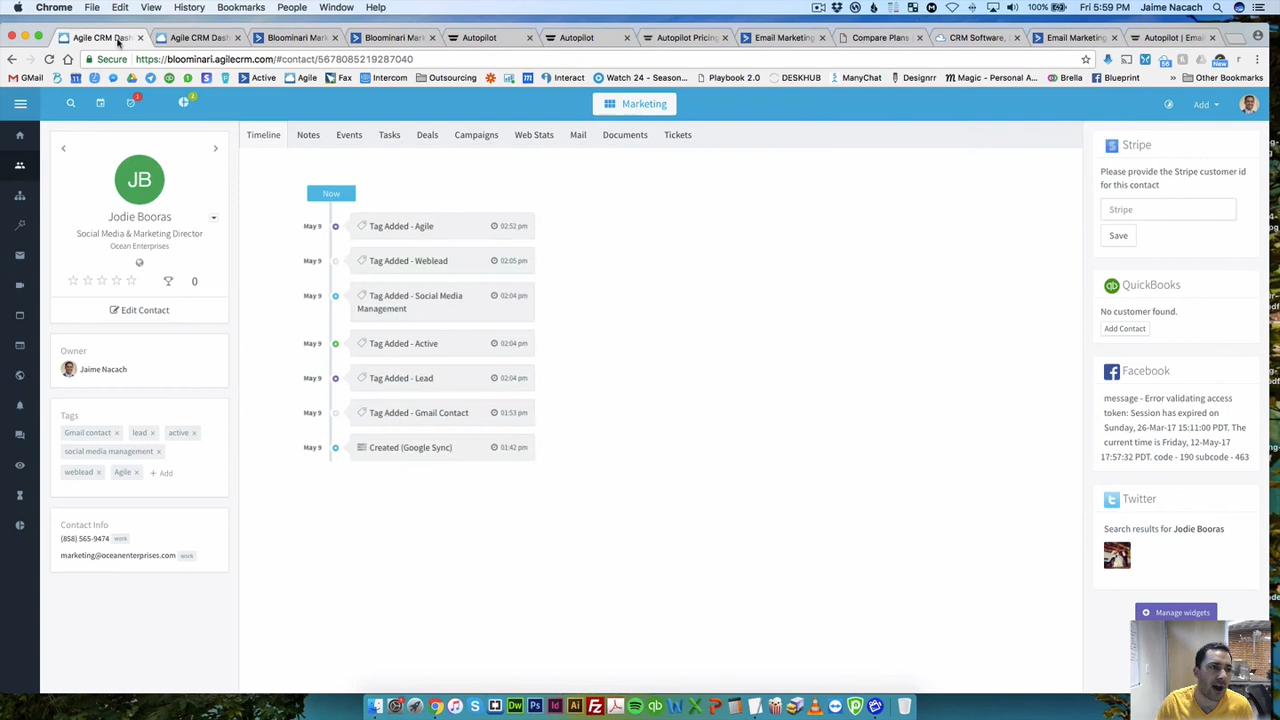 Chrome File Edit View History Bookmarks People Window Help 100% Fri 5:59 PM Jaime Nacach
Agile CRM Dash Agile CRM Dash Bloominari Mark Bloominari Mark Autopilot Autopilot Autopilot Pricing Email Marketing Compare Plans CRM Software, Email Marketing Autopilot | Email
Secure https://bloominari.agilecrm.com/#contact/5678085219287040
GMail Active Agile Fax Intercom Outsourcing Interact Watch 24 - Season... Playbook 2.0 DESKHUB ManyChat Designrr Magic - Personal A... Brella Blueprint Other Bookmarks
Marketing
Add
Timeline Notes Events Tasks Deals Campaigns Web Stats Mail Documents Tickets
JB
Jodie Booras
Social Media & Marketing Director
Ocean Enterprises
0
Edit Contact
Owner
Jaime Nacach
Tags
Gmail contact × lead × active ×
social media management ×
weblead × Agile × Add
Contact Info
(858) 565-9474 work
marketing@oceanenterprises.com work
Now
May 9 Tag Added - Agile 02:52 pm
May 9 Tag Added - Weblead 02:05 pm
May 9 Tag Added - Social Media 02:04 pm
Management
May 9 Tag Added - Active 02:04 pm
May 9 Tag Added - Lead 02:04 pm
May 9 Tag Added - Gmail Contact 01:53 pm
May 9 Created (Google Sync) 01:42 pm
Stripe
Please provide the Stripe customer id
for this contact
Stripe
Save
QuickBooks
No customer found.
Add Contact
Facebook
message - Error validating access
token: Session has expired on
Sunday, 26-Mar-17 15:11:00 PDT. The
current time is Friday, 12-May-17
17:57:32 PDT. code - 190 subcode - 463
Twitter
Search results for Jodie Booras
Manage widgets